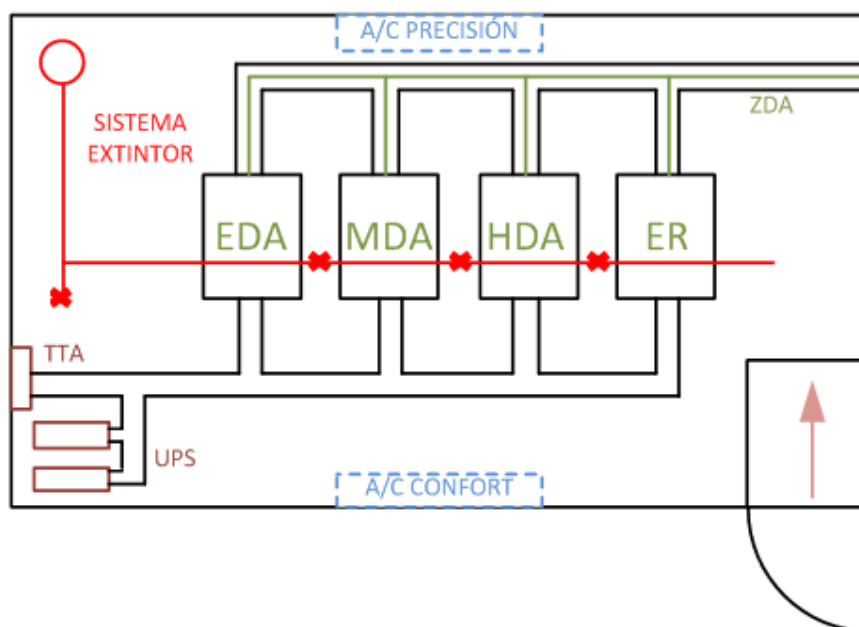 A/C PRECISIÓN
ZDA
SISTEMA
EXTINTOR
EDA
MDA
HDA
ER
TTA
UPS
A/C CONFORT